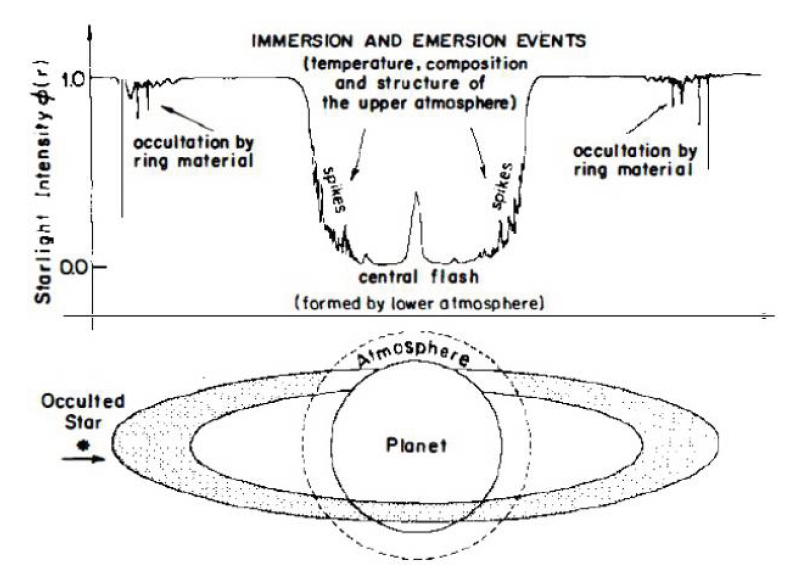 IMMERSION AND EMERSION EVENTS
(temperature, composition
and structure of
the upper atmosphere)
Starlight Intensity ϕ(r)
1.0
0.0
occultation by
ring material
spikes
spikes
occultation by
ring material
central flash
(formed by lower atmosphere)
Atmosphere
Occulted
Star
Planet